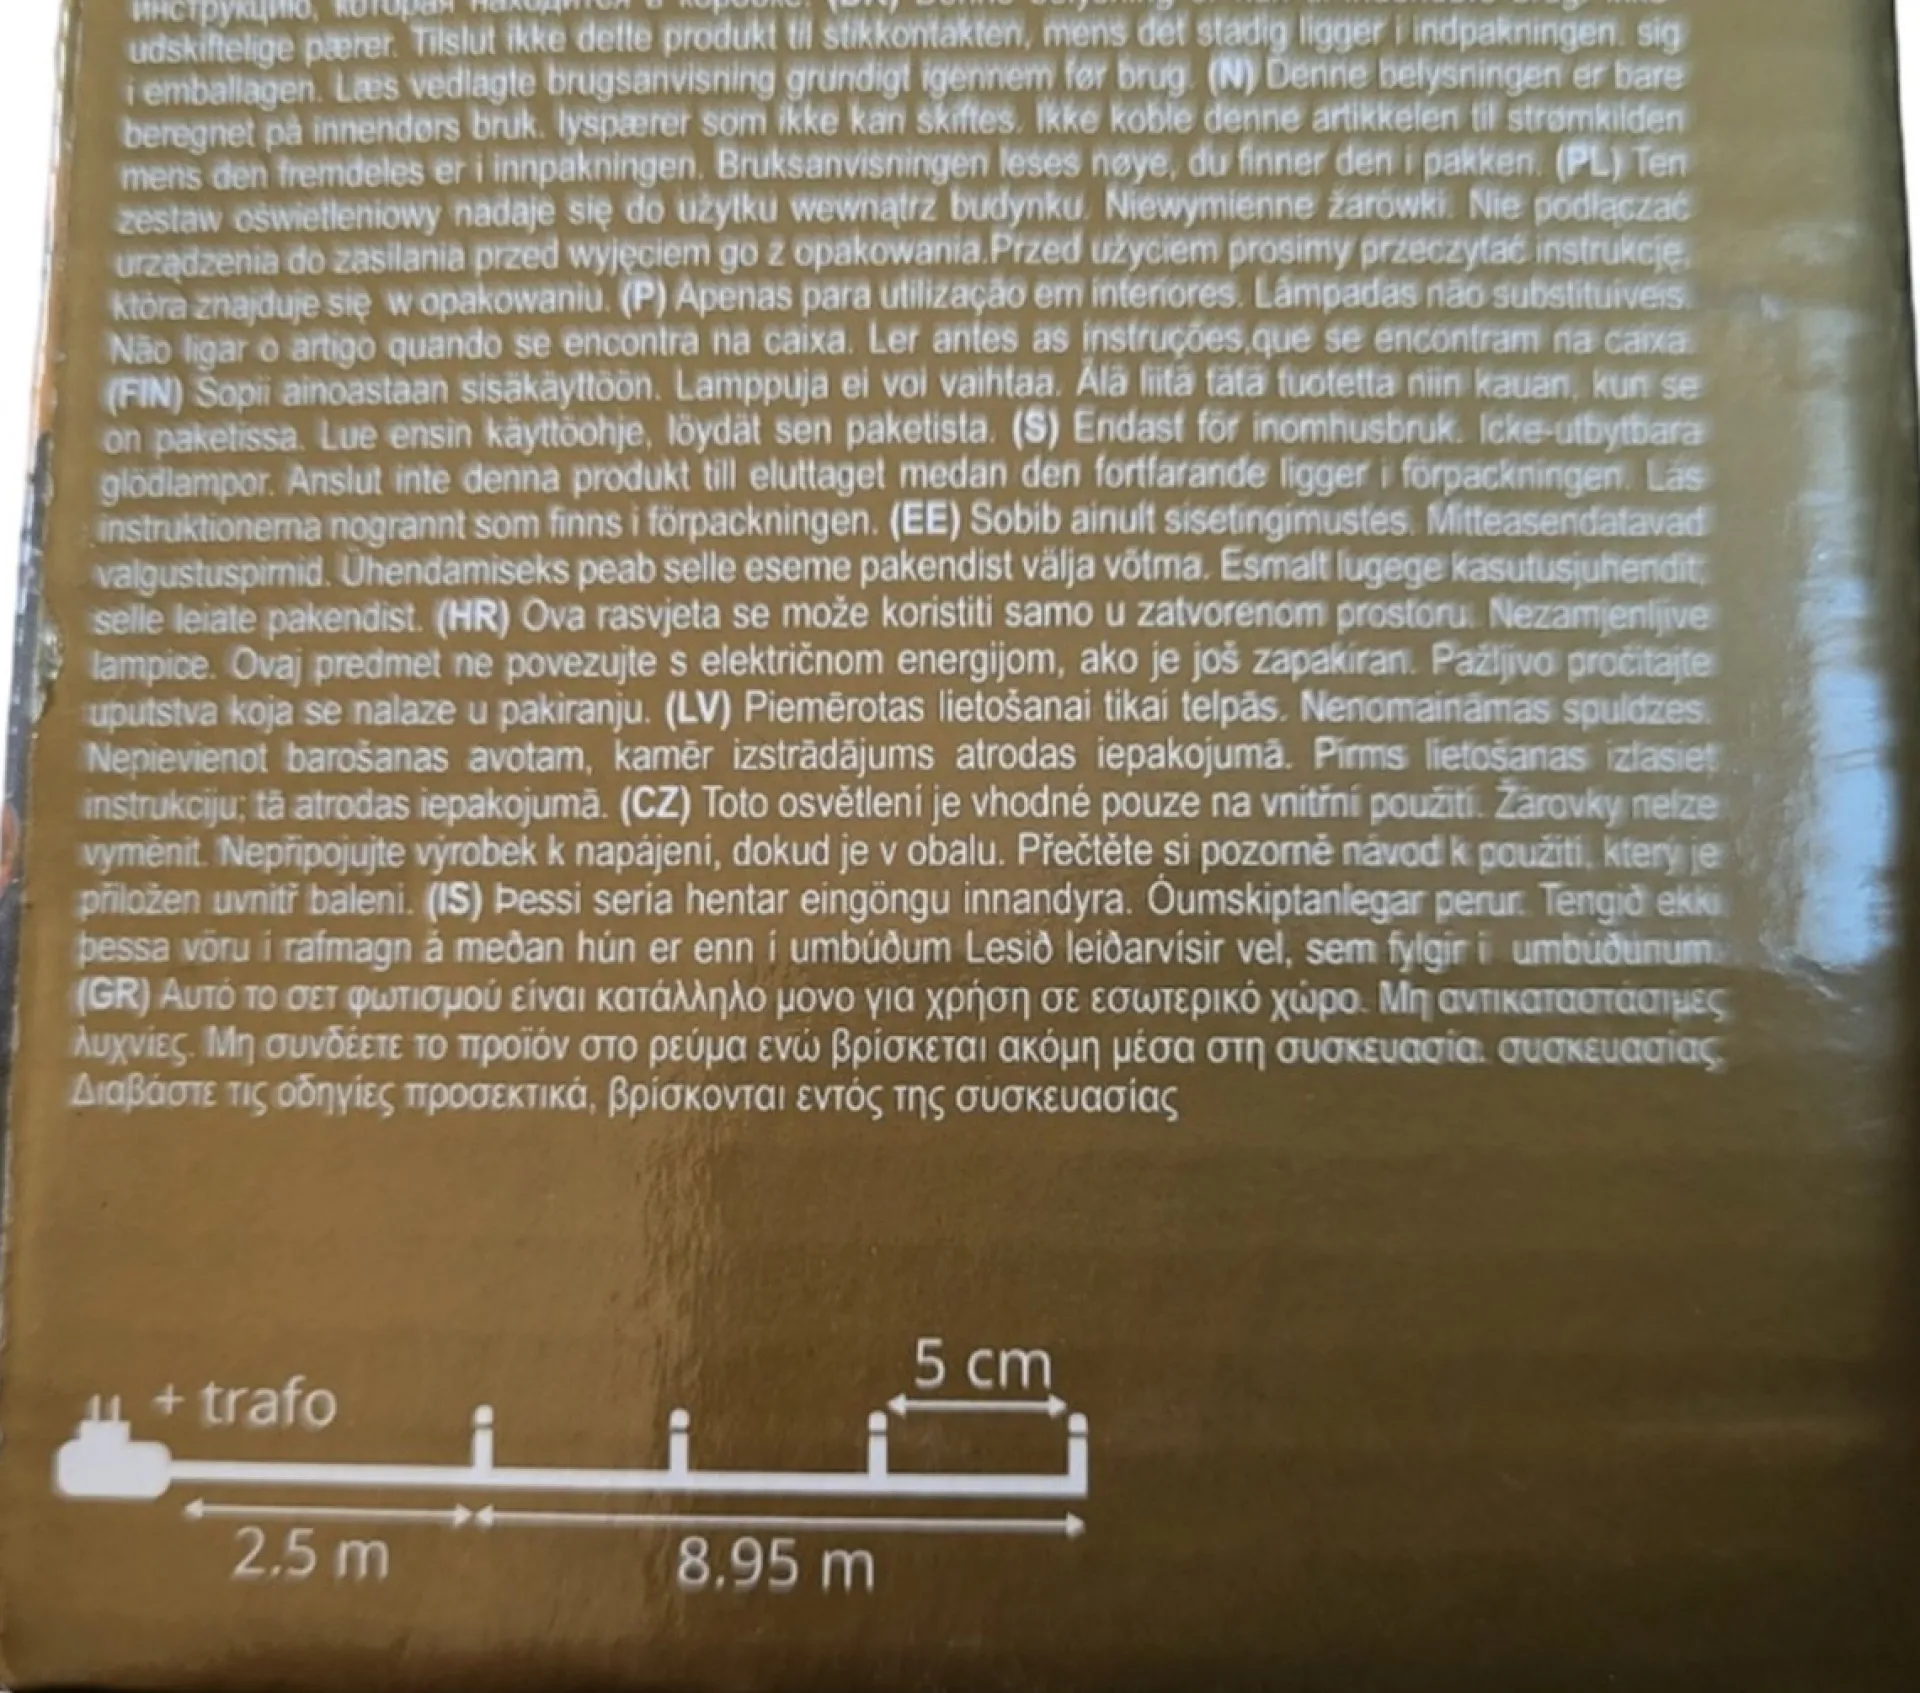 инструкцию, которая находится в коробке. (DK) Denne belysning er kun til indendørs brug. Ikke
udskiftelige pærer. Tilslut ikke dette produkt til stikkontakten, mens det stadig ligger i indpakningen. sig
i emballagen. Læs vedlagte brugsanvisning grundigt igennem før brug. (N) Denne belysningen er bare
beregnet på innendørs bruk. lyspærer som ikke kan skiftes. Ikke koble denne artikkelen til strømkilden
mens den fremdeles er i innpakningen. Bruksanvisningen leses nøye, du finner den i pakken. (PL) Ten
zestaw oświetleniowy nadaje się do użytku wewnątrz budynku. Niewymienne żarówki. Nie podłączać
urządzenia do zasilania przed wyjęciem go z opakowania.Przed użyciem prosimy przeczytać instrukcję,
która znajduje się w opakowaniu. (P) Apenas para utilização em interiores. Lâmpadas não substituíveis.
Não ligar o artigo quando se encontra na caixa. Ler antes as instruções,que se encontram na caixa.
(FIN) Sopii ainoastaan sisäkäyttöön. Lamppuja ei voi vaihtaa. Älä liitä tätä tuotetta niin kauan, kun se
on paketissa. Lue ensin käyttöohje, löydät sen paketista. (S) Endast för inomhusbruk. Icke-utbytbara
glödlampor. Anslut inte denna produkt till eluttaget medan den fortfarande ligger i förpackningen. Läs
instruktionerna nogrannt som finns i förpackningen. (EE) Sobib ainult sisetingimustes. Mitteasendatavad
valgustuspirnid. Ühendamiseks peab selle eseme pakendist välja võtma. Esmalt lugege kasutusjuhendit,
selle leiate pakendist. (HR) Ova rasvjeta se može koristiti samo u zatvorenom prostoru. Nezamjenljive
lampice. Ovaj predmet ne povezujte s električnom energijom, ako je još zapakiran. Pažljivo pročitajte
uputstva koja se nalaze u pakiranju. (LV) Piemērotas lietošanai tikai telpās. Nenomaināmas spuldzes.
Nepievienot barošanas avotam, kamēr izstrādājums atrodas iepakojumā. Pirms lietošanas izlasiet
instrukciju; tā atrodas iepakojumā. (CZ) Toto osvětlení je vhodné pouze na vnitřní použití. Žárovky nelze
vyměnit. Nepřipojujte výrobek k napájení, dokud je v obalu. Přečtěte si pozorně návod k použití, který je
přiložen uvnitř balení. (IS) Þessi sería hentar eingöngu innandyra. Óumskiptanlegar perur. Tengið ekki
þessa vöru í rafmagn á meðan hún er enn í umbúðum Lesið leiðarvísir vel, sem fylgir í umbúðunum.
(GR) Αυτό το σετ φωτισμού είναι κατάλληλο μονο για χρήση σε εσωτερικό χώρο. Μη αντικαταστάσιμες
λυχνίες. Μη συνδέετε το προϊόν στο ρεύμα ενώ βρίσκεται ακόμη μέσα στη συσκευασία. συσκευασίας.
Διαβάστε τις οδηγίες προσεκτικά, βρίσκονται εντός της συσκευασίας
5 cm
+ trafo
2.5 m
8.95 m